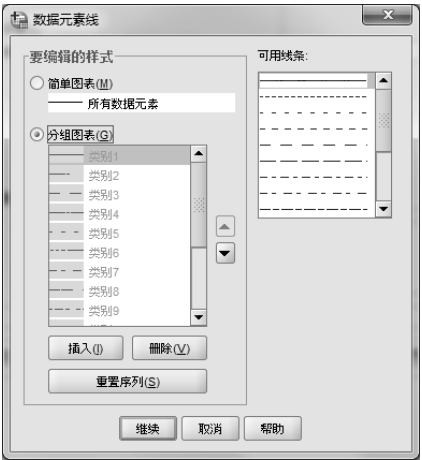 数据元素线
要编辑的样式
简单图表(M)
所有数据元素
分组图表(G)
类别1
类别2
类别3
类别4
类别5
类别6
类别7
类别8
类别9
插入(I)
删除(V)
重置序列(S)
可用线条:
继续
取消
帮助